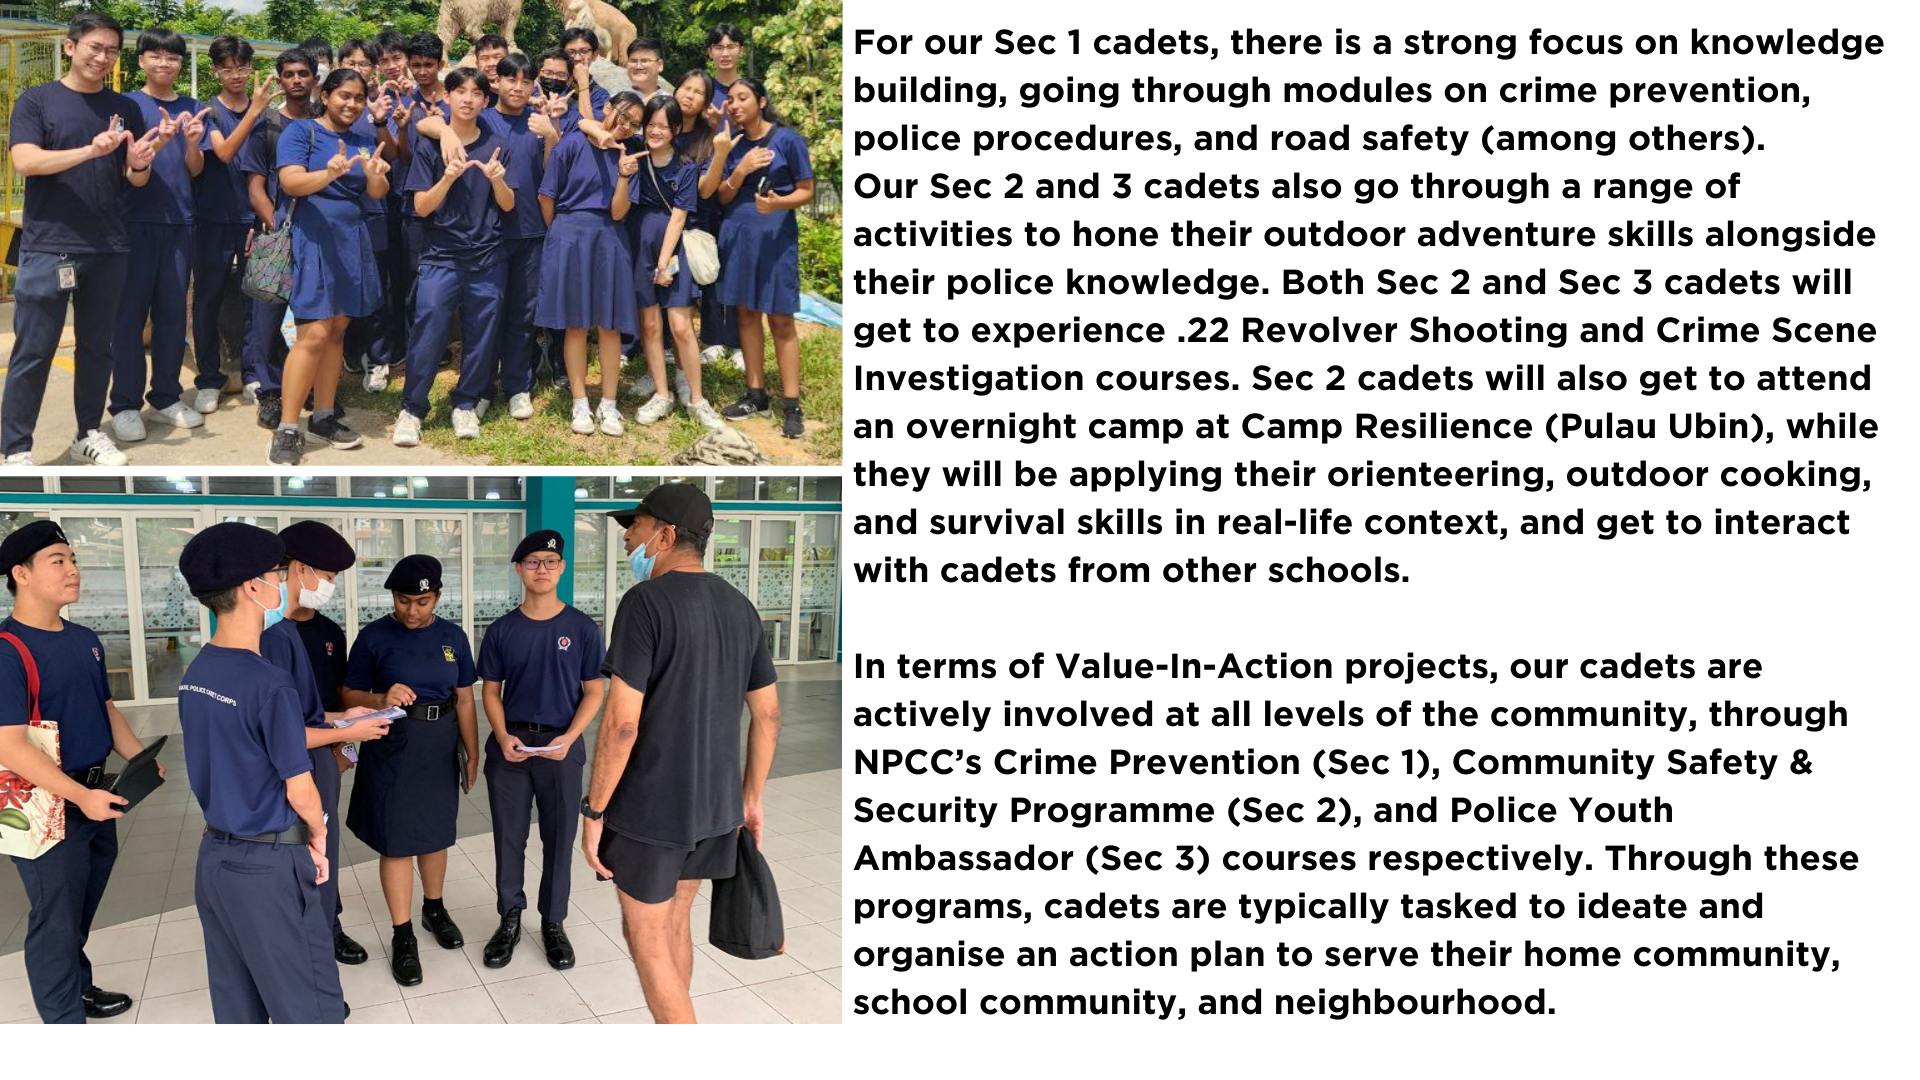 For our Sec 1 cadets, there is a strong focus on knowledge
building, going through modules on crime prevention,
police procedures, and road safety (among others).
Our Sec 2 and 3 cadets also go through a range of
activities to hone their outdoor adventure skills alongside
their police knowledge. Both Sec 2 and Sec 3 cadets will
get to experience .22 Revolver Shooting and Crime Scene
Investigation courses. Sec 2 cadets will also get to attend
an overnight camp at Camp Resilience (Pulau Ubin), while
they will be applying their orienteering, outdoor cooking,
and survival skills in real-life context, and get to interact
with cadets from other schools.
In terms of Value-In-Action projects, our cadets are
actively involved at all levels of the community, through
NPCC’s Crime Prevention (Sec 1), Community Safety &
Security Programme (Sec 2), and Police Youth
Ambassador (Sec 3) courses respectively. Through these
programs, cadets are typically tasked to ideate and
organise an action plan to serve their home community,
school community, and neighbourhood.
POLICE CADET CORPS